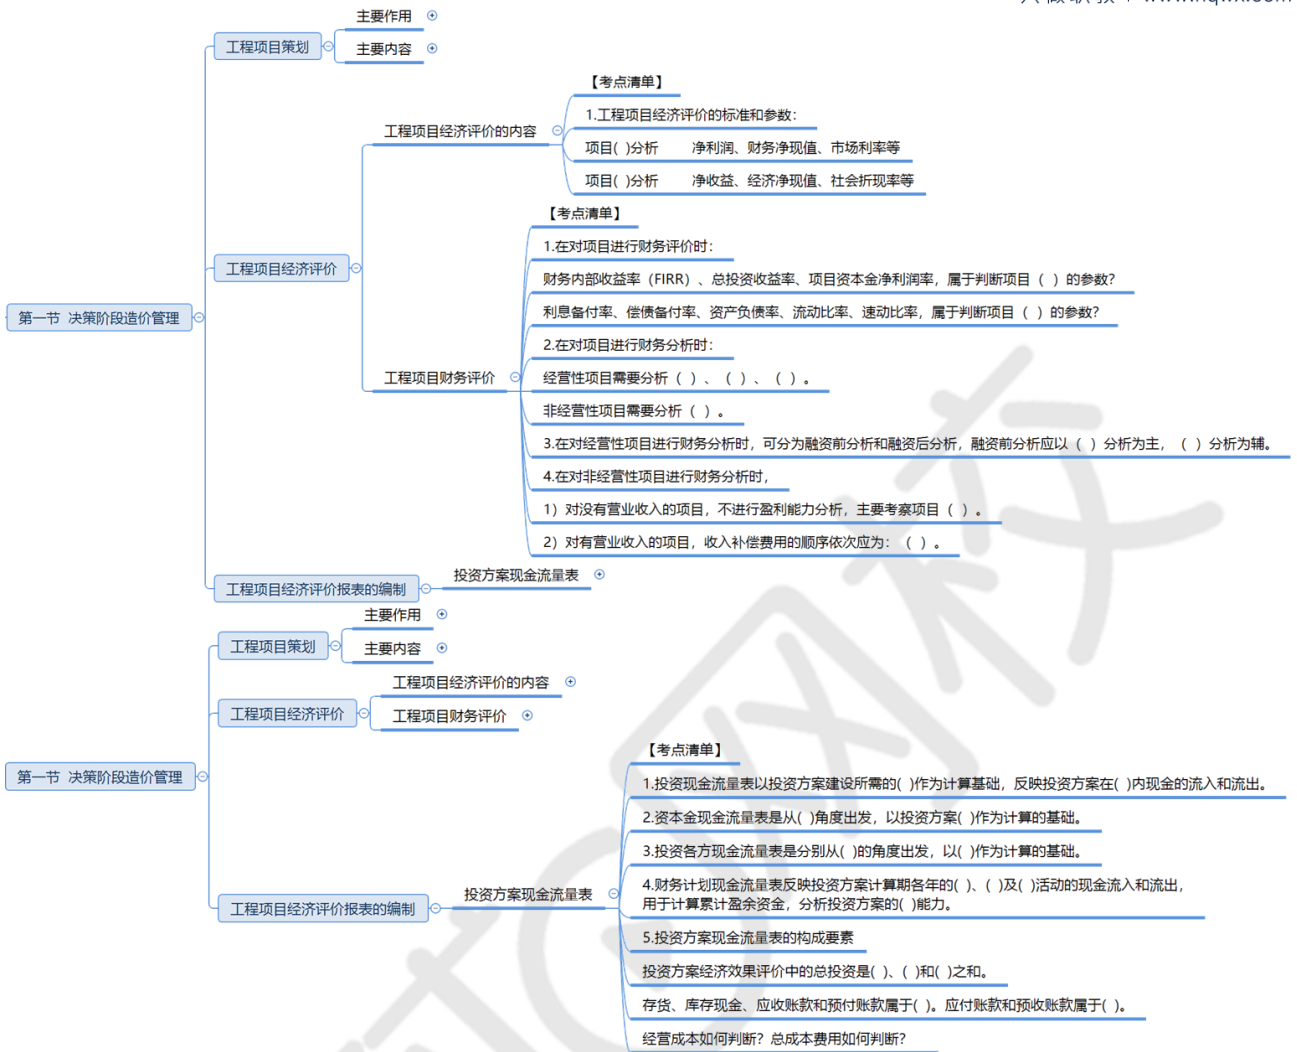 www.hqwx.com
主要作用
工程项目策划
主要内容
【考点清单】
1.工程项目经济评价的标准和参数：
工程项目经济评价的内容
项目( )分析 净利润、财务净现值、市场利率等
项目( )分析 净收益、经济净现值、社会折现率等
【考点清单】
1.在对项目进行财务评价时：
工程项目经济评价
财务内部收益率（FIRR）、总投资收益率、项目资本金净利润率，属于判断项目（ ）的参数？
第一节 决策阶段造价管理
利息备付率、偿债备付率、资产负债率、流动比率、速动比率，属于判断项目（ ）的参数？
2.在对项目进行财务分析时：
工程项目财务评价
经营性项目需要分析（ ）、（ ）、（ ）。
非经营性项目需要分析（ ）。
3.在对经营性项目进行财务分析时，可分为融资前分析和融资后分析，融资前分析应以（ ）分析为主，（ ）分析为辅。
4.在对非经营性项目进行财务分析时，
1）对没有营业收入的项目，不进行盈利能力分析，主要考察项目（ ）。
2）对有营业收入的项目，收入补偿费用的顺序依次应为：（ ）。
工程项目经济评价报表的编制
投资方案现金流量表
主要作用
工程项目策划
主要内容
工程项目经济评价的内容
工程项目经济评价
工程项目财务评价
【考点清单】
第一节 决策阶段造价管理
1.投资现金流量表以投资方案建设所需的( )作为计算基础，反映投资方案在( )内现金的流入和流出。
2.资本金现金流量表是从( )角度出发，以投资方案( )作为计算的基础。
3.投资各方现金流量表是分别从( )的角度出发，以( )作为计算的基础。
投资方案现金流量表
4.财务计划现金流量表反映投资方案计算期各年的( )、( )及( )活动的现金流入和流出，
用于计算累计盈余资金，分析投资方案的( )能力。
工程项目经济评价报表的编制
5.投资方案现金流量表的构成要素
投资方案经济效果评价中的总投资是( )、( )和( )之和。
存货、库存现金、应收账款和预付账款属于( )。应付账款和预收账款属于( )。
经营成本如何判断？总成本费用如何判断？
网校